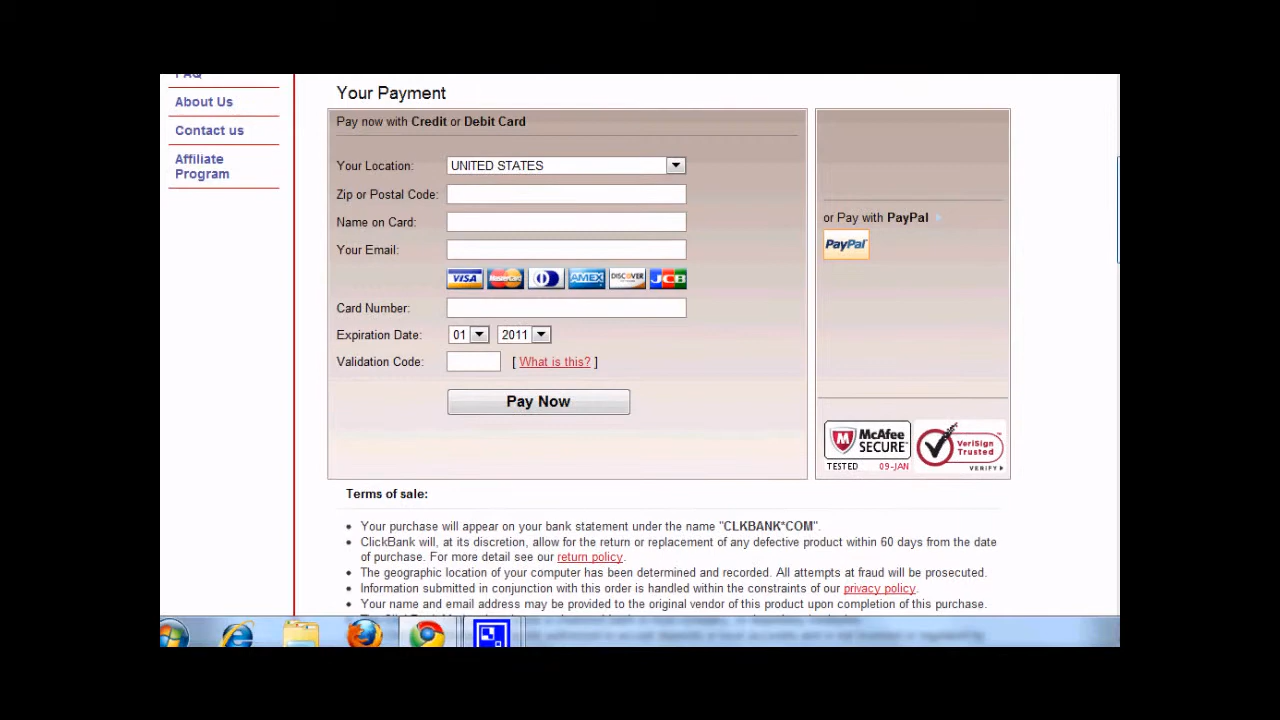 FAQ
About Us
Contact us
Affiliate
Program
Your Payment
Pay now with Credit or Debit Card
Your Location: UNITED STATES
Zip or Postal Code:
Name on Card:
Your Email:
VISA MasterCard AMEX DISCOVER JCB
Card Number:
Expiration Date: 01 2011
Validation Code: [ What is this? ]
Pay Now
or Pay with PayPal
PayPal
McAfee
SECURE
TESTED 09-JAN
VeriSign
Trusted
VERIFY
Terms of sale:
Your purchase will appear on your bank statement under the name "CLKBANK*COM".
ClickBank will, at its discretion, allow for the return or replacement of any defective product within 60 days from the date
of purchase. For more detail see our return policy.
The geographic location of your computer has been determined and recorded. All attempts at fraud will be prosecuted.
Information submitted in conjunction with this order is handled within the constraints of our privacy policy.
Your name and email address may be provided to the original vendor of this product upon completion of this purchase.